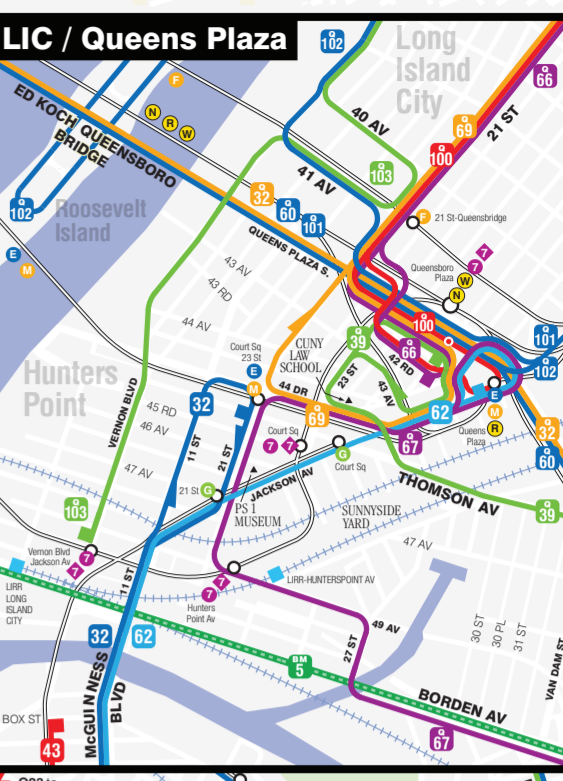 LIC / Queens Plaza
Q
102
Long
Island
City
Q
66
F
N
R
W
40 AV
Q
69
21 ST
Q
100
ED KOCH QUEENSBORO
BRIDGE
Q
103
41 AV
Q
32
Q
60
Q
101
Q
102
Roosevelt
Island
F
21 St-Queensbridge
E
M
QUEENS PLAZA S.
7
7
Queensboro
Plaza
W
N
43 AV
43 RD
44 AV
Q
100
Q
101
Q
39
Q
66
42 RD
CUNY
LAW
SCHOOL
Court Sq
23 St
E
M
23 ST
43 AV
Q
102
Hunters
Point
44 DR
VERNON BLVD
32
45 RD
46 AV
11 ST
21 ST
Q
69
62
E
M
R
Queens
Plaza
Q
32
Q
60
Court Sq
7
7
G
Court Sq
Q
67
47 AV
21 St
G
JACKSON AV
THOMSON AV
Q
39
Q
103
PS 1
MUSEUM
SUNNYSIDE
YARD
47 AV
Vernon Blvd
Jackson Av
7
7
LIRR
LONG
ISLAND
CITY
LIRR-HUNTERSPOINT AV
7
7
Hunters
Point Av
11 ST
49 AV
27 ST
30 ST
30 PL
31 ST
VAN DAM ST
32
62
BM
5
BORDEN AV
McGUINNESS
BLVD
BOX ST
43
Q
67